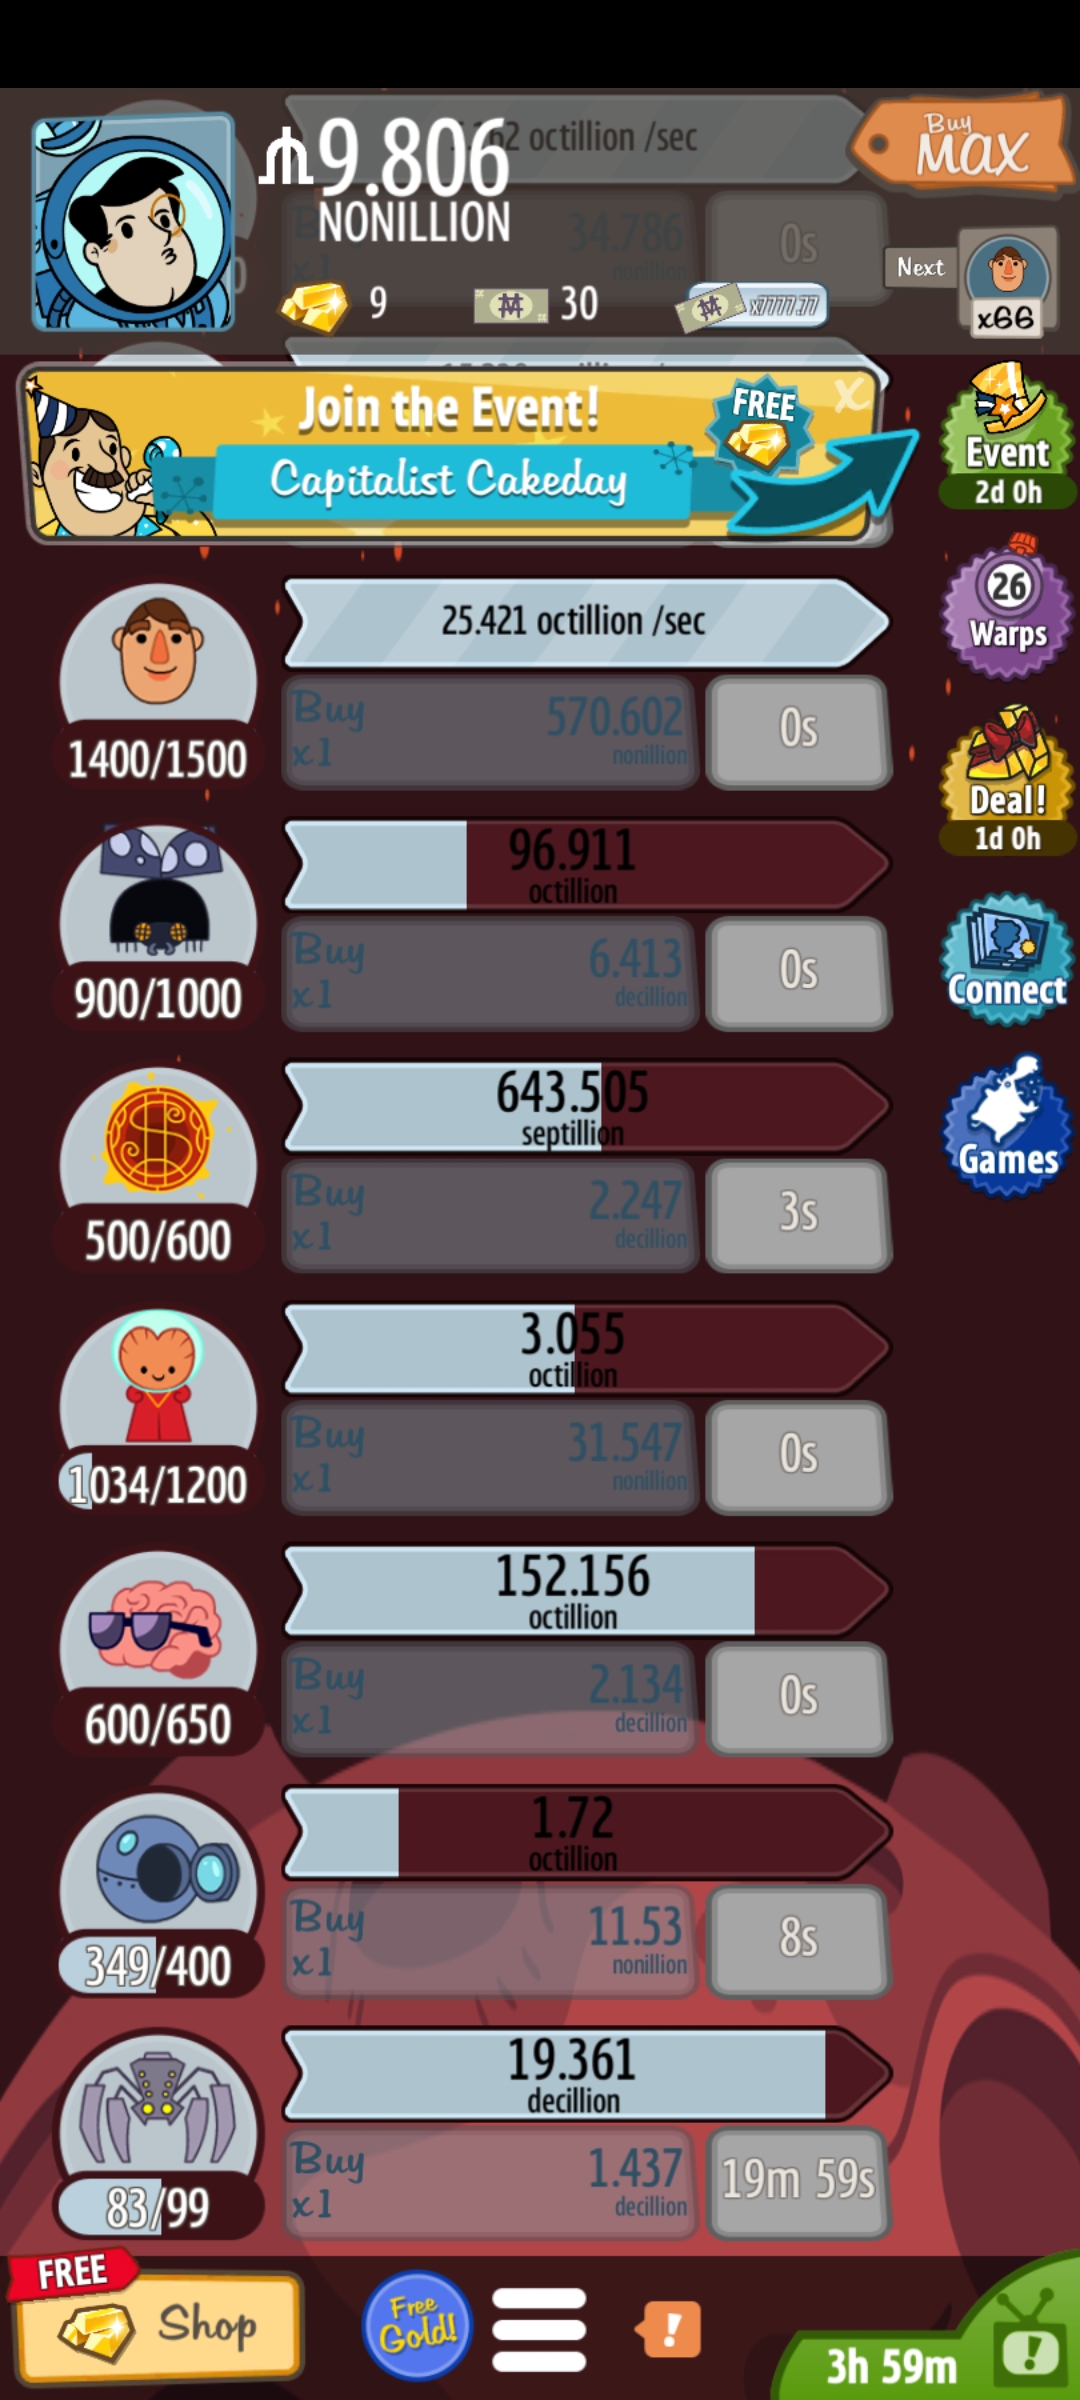 octillion /sec
Buy
MAX
9.806
NONILLION
34.786
nonillion
0s
x1
Next
9
30
x7777.77
x66
Join the Event!
FREE
X
Capitalist Cakeday
Event
2d 0h
25.421 octillion /sec
26
Warps
Buy
570.602
x1
nonillion
0s
1400/1500
Deal!
1d 0h
96.911
octillion
Buy
6.413
x1
decillion
0s
900/1000
Connect
643.505
septillion
Games
Buy
2.247
x1
decillion
3s
500/600
3.055
octillion
Buy
31.547
x1
nonillion
0s
1034/1200
152.156
octillion
Buy
2.134
x1
decillion
0s
600/650
1.72
octillion
Buy
11.53
x1
nonillion
8s
349/400
19.361
decillion
Buy
1.437
x1
decillion
19m 59s
83/99
FREE
Shop
Free
Gold!
!
3h 59m
!